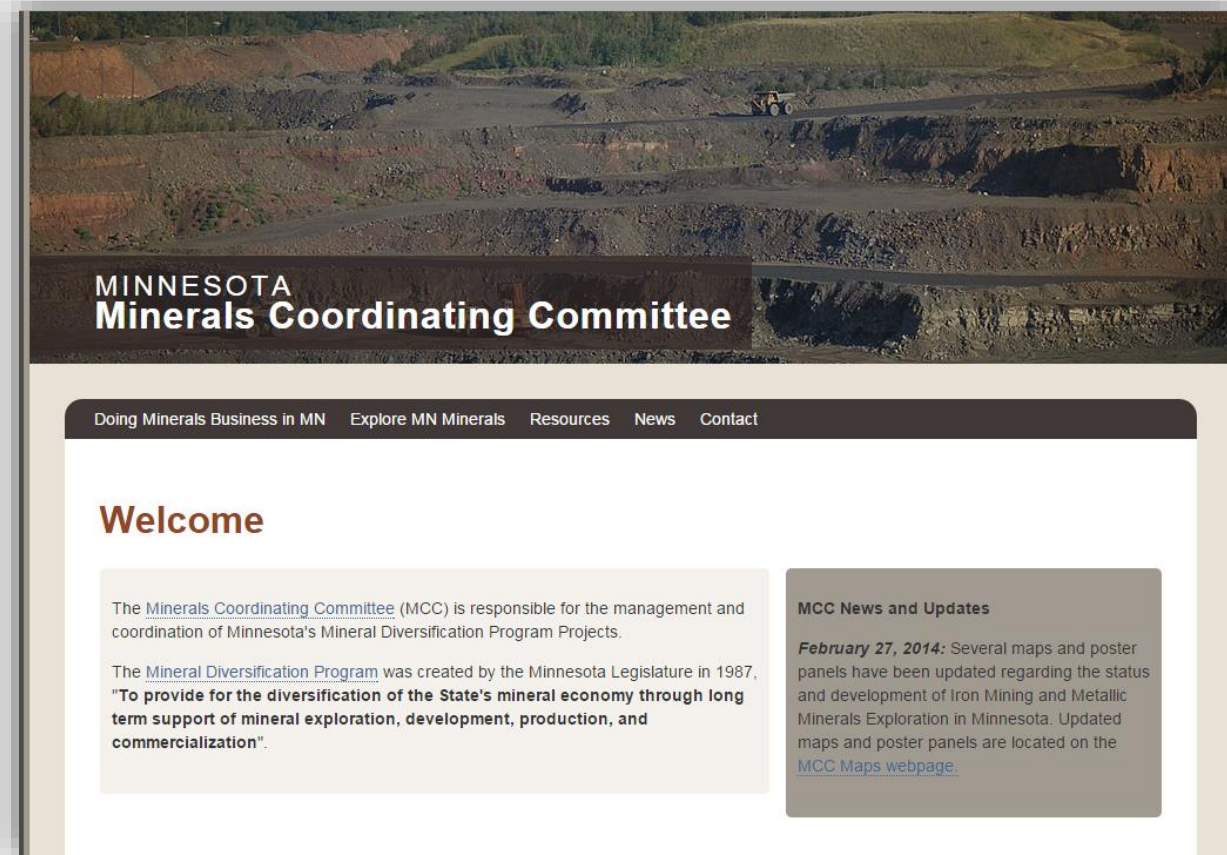 MINNESOTA
Minerals Coordinating Committee
Doing Minerals Business in MN Explore MN Minerals Resources News Contact
Welcome
The Minerals Coordinating Committee (MCC) is responsible for the management and
coordination of Minnesota's Mineral Diversification Program Projects.
The Mineral Diversification Program was created by the Minnesota Legislature in 1987,
"To provide for the diversification of the State's mineral economy through long
term support of mineral exploration, development, production, and
commercialization".
MCC News and Updates
February 27, 2014: Several maps and poster
panels have been updated regarding the status
and development of Iron Mining and Metallic
Minerals Exploration in Minnesota. Updated
maps and poster panels are located on the
MCC Maps webpage.